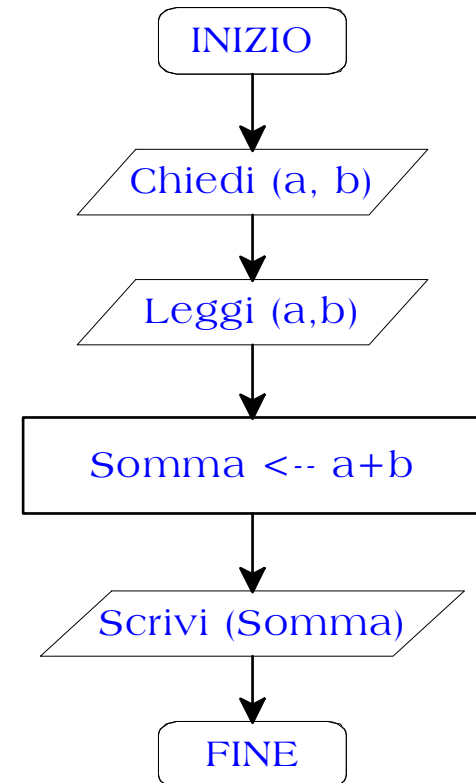 INIZIO
Chiedi (a, b)
Leggi (a,b)
Somma <-- a+b
Scrivi (Somma)
FINE